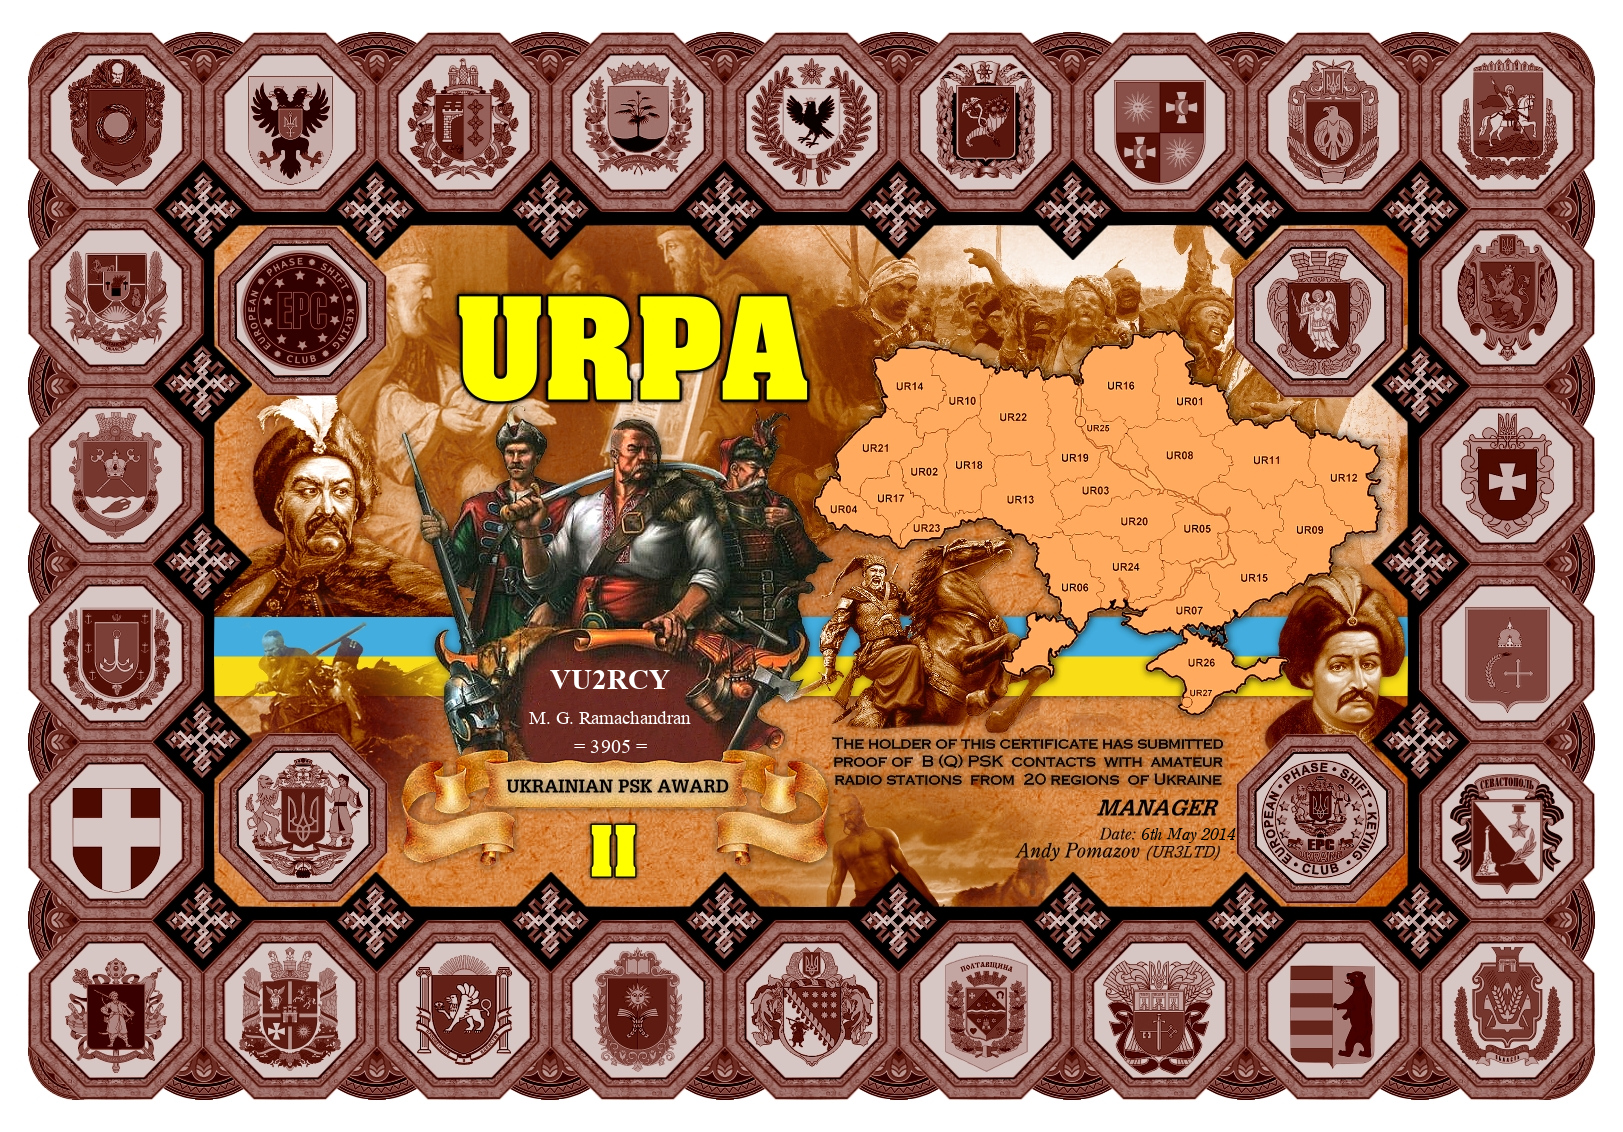 EUROPEAN • PHASE • SHIFT • KEYING • CLUB •
EPC
URPA
UR14
UR10
UR22
UR16
UR01
UR25
UR21
UR02
UR18
UR19
UR08
UR11
UR12
UR17
UR13
UR03
UR04
UR23
UR20
UR05
UR09
UR24
UR06
UR15
UR07
UR26
UR27
VU2RCY
M. G. Ramachandran
= 3905 =
UKRAINIAN PSK AWARD
II
THE HOLDER OF THIS CERTIFICATE HAS SUBMITTED
PROOF OF B (Q) PSK CONTACTS WITH AMATEUR
RADIO STATIONS FROM 20 REGIONS OF UKRAINE
MANAGER
Date: 6th May 2014
Andy Pomazov (UR3LTD)
EUROPEAN • PHASE • SHIFT • KEYING • CLUB •
EPC
UKRAINE
СЕВАСТОПОЛЬ
ПОЛТАВЩИНА